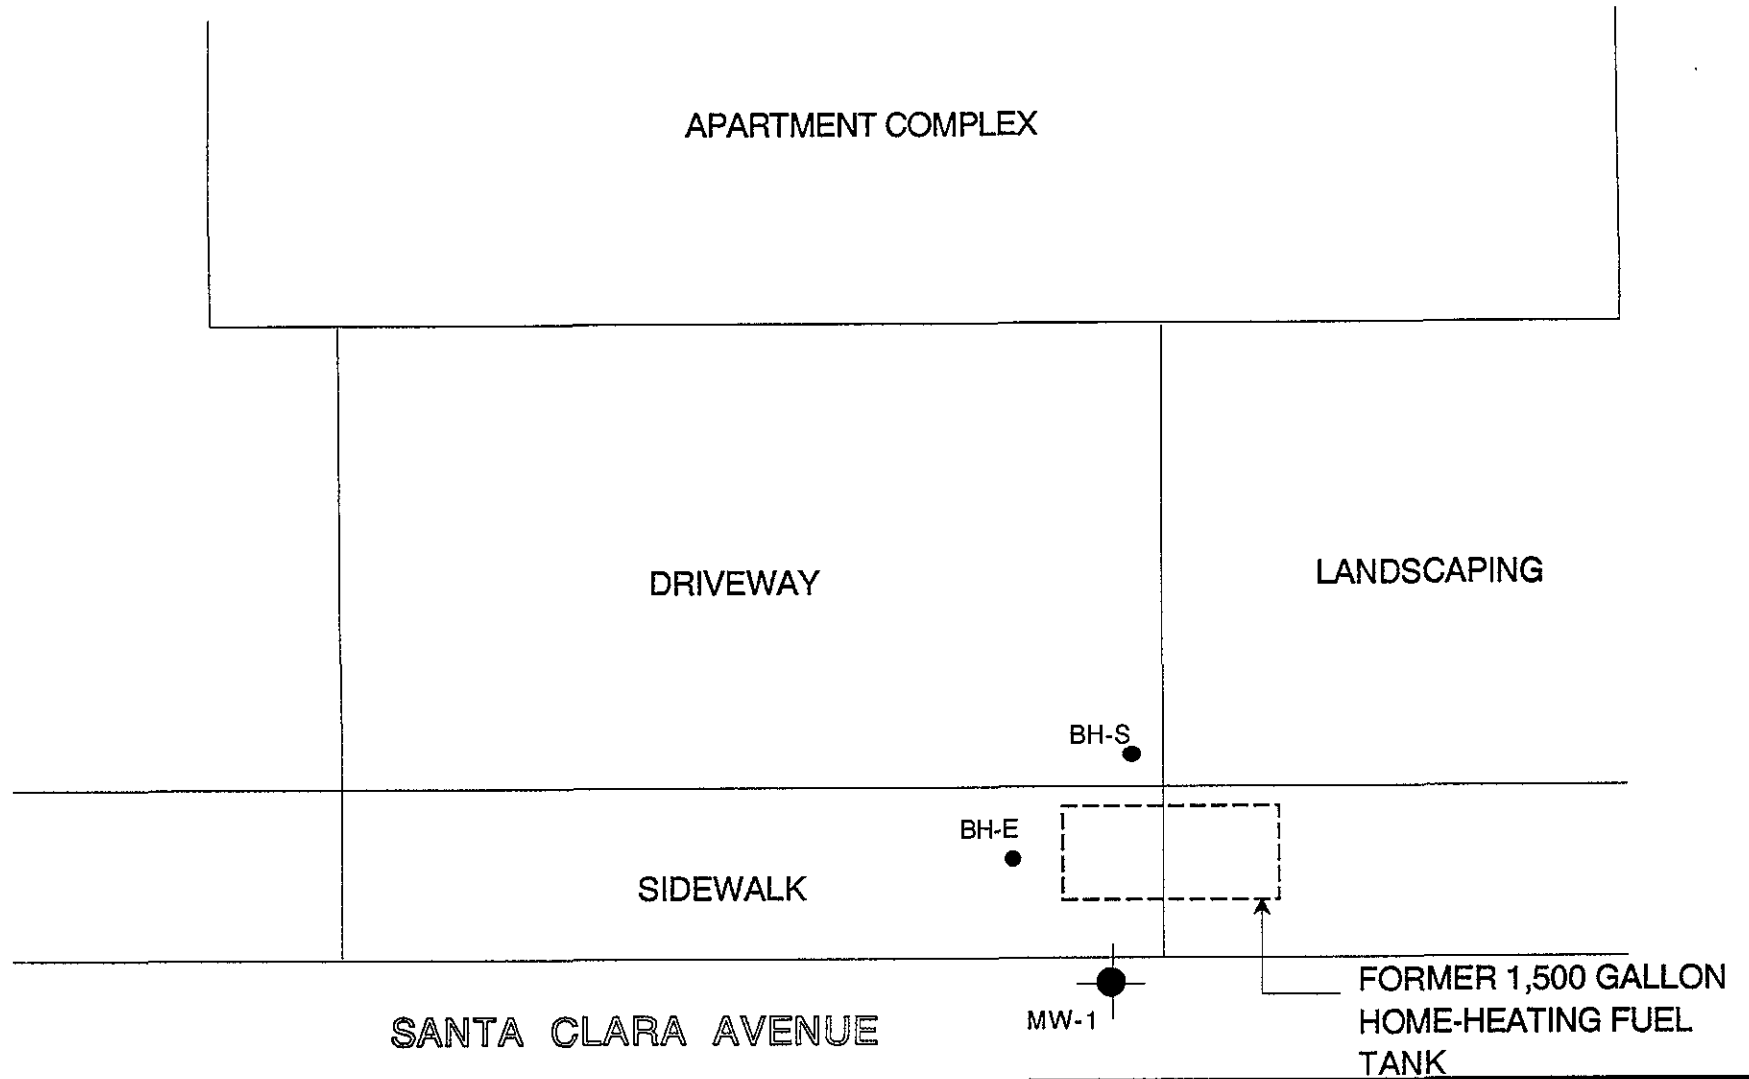 APARTMENT COMPLEX
DRIVEWAY
LANDSCAPING
BH-S
BH-E
SIDEWALK
MW-1
SANTA CLARA AVENUE
FORMER 1,500 GALLON
HOME-HEATING FUEL
TANK